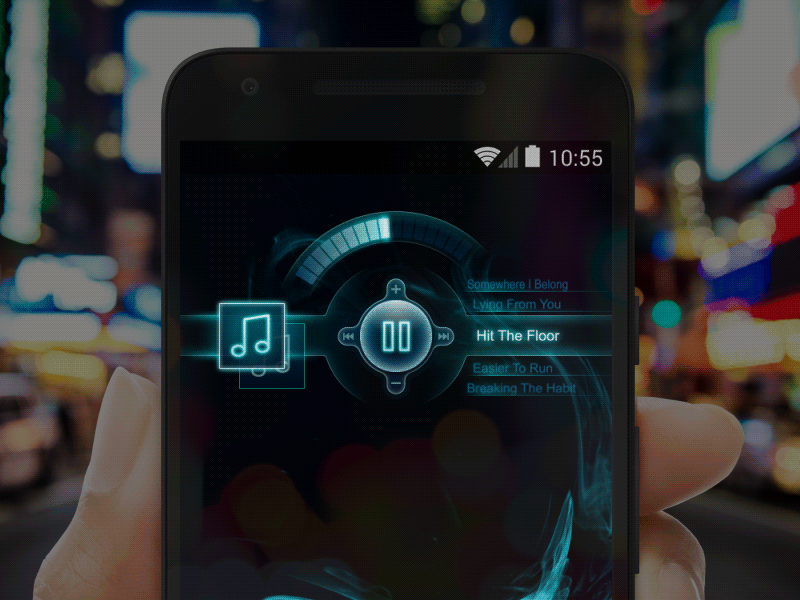 10:55
Somewhere I Belong
Lying From You
Hit The Floor
Easier To Run
Breaking The Habit